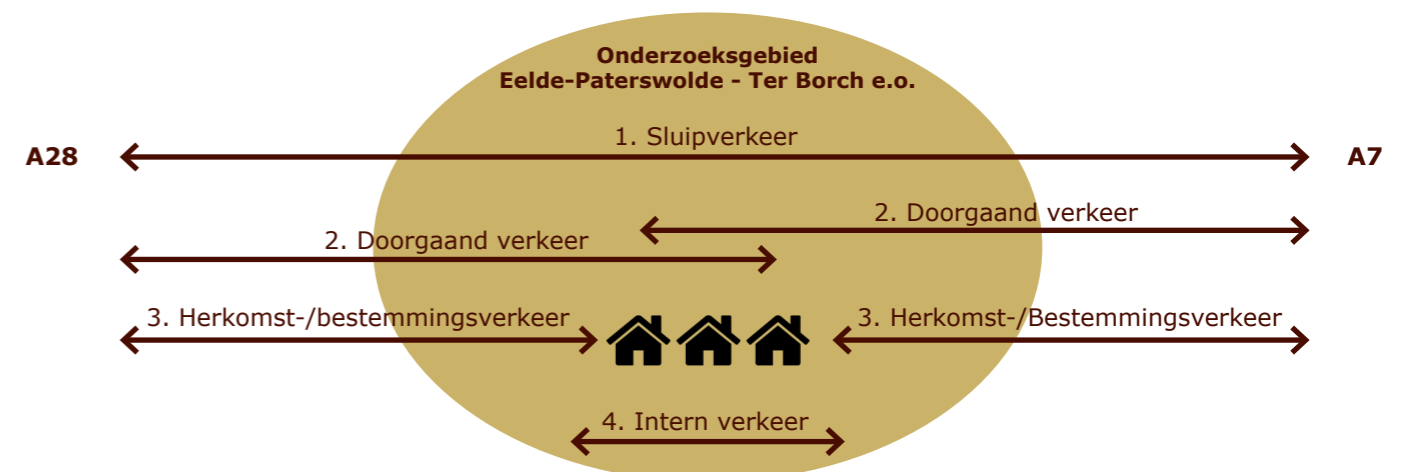 Onderzoeksgebied
Eelde-Paterswolde - Ter Borch e.o.
1. Sluipverkeer
A28
A7
2. Doorgaand verkeer
2. Doorgaand verkeer
3. Herkomst-/bestemmingsverkeer
3. Herkomst-/Bestemmingsverkeer
4. Intern verkeer